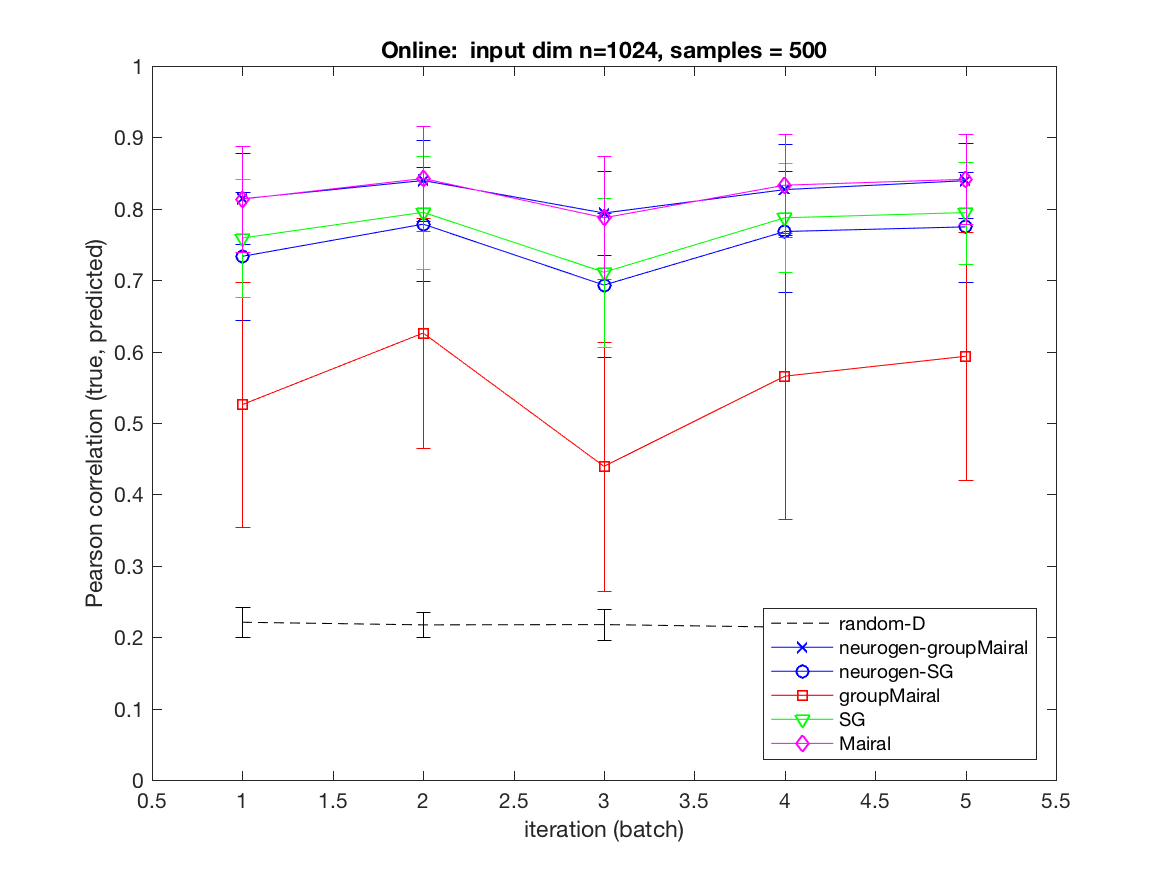 Online:  input dim n=1024, samples = 500
Pearson correlation (true, predicted)
1
0.9
0.8
0.7
0.6
0.5
0.4
0.3
0.2
0.1
0
random-D
neurogen-groupMairal
neurogen-SG
groupMairal
SG
Mairal
0.5 1 1.5 2 2.5 3 3.5 4 4.5 5 5.5
iteration (batch)